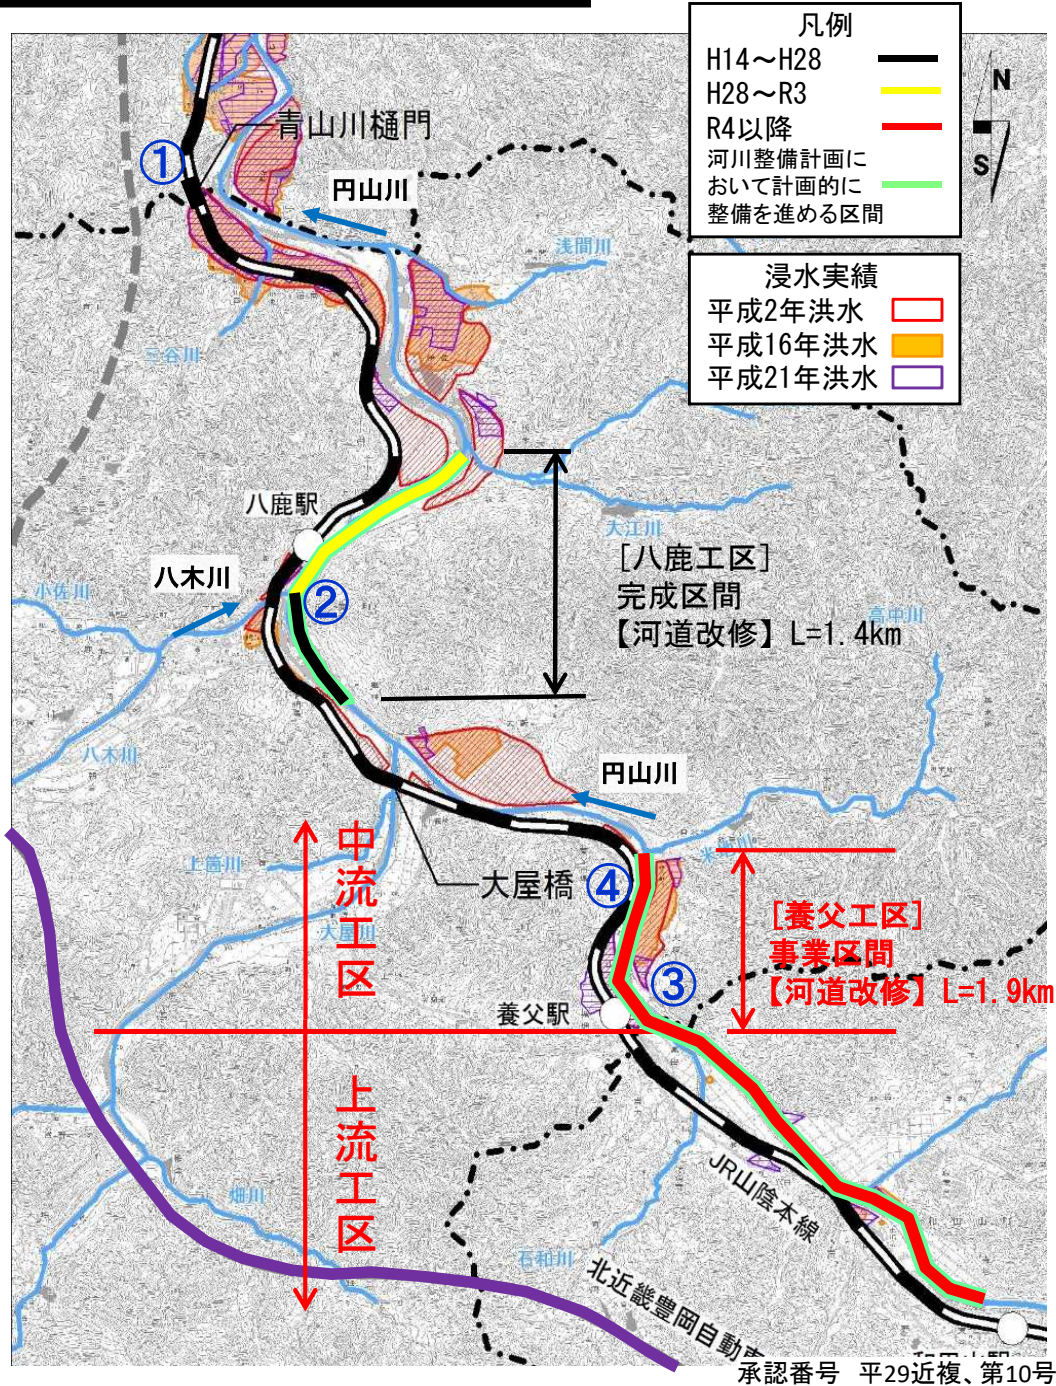 凡例
H14～H28
H28～R3
R4以降
河川整備計画に
おいて計画的に
整備を進める区間
N
S
浸水実績
平成2年洪水
平成16年洪水
平成21年洪水
青山川樋門
①
円山川
浅間川
三谷川
八鹿駅
大江川
[八鹿工区]
完成区間
【河道改修】L=1.4km
八木川
小佐川
②
高中川
八木川
円山川
中流工区
上箇川
大屋川
大屋橋
④
[養父工区]
事業区間
【河道改修】L=1.9km
③
養父駅
上流工区
畑川
石和川
JR山陰本線
北近畿豊岡自動
承認番号 平29近複、第10号